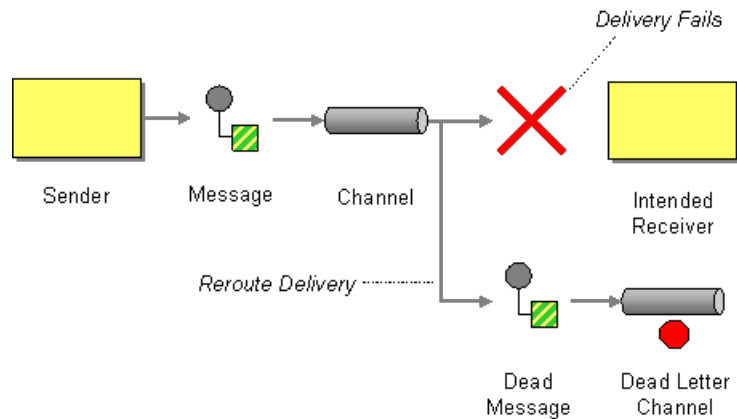 Delivery Fails
Sender
Message
Channel
Intended
Receiver
Reroute Delivery
Dead
Message
Dead Letter
Channel